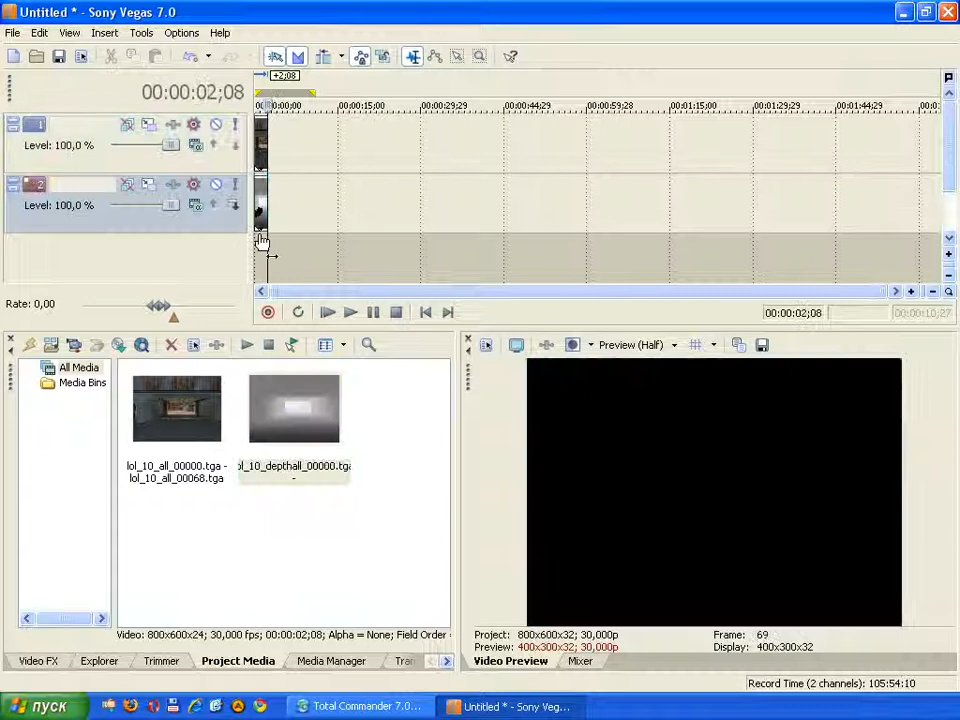 Untitled * - Sony Vegas 7.0
File Edit View Insert Tools Options Help
00:00:02;08
+2;08
00:00:15;00 00:00:29;29 00:00:44;29 00:00:59;28 00:01:15;00 00:01:29;29 00:01:44;29
1
Level: 100,0 %
2
Level: 100,0 %
Rate: 0,00
00:00:02;08 00:00:10;27
Preview (Half)
All Media
Media Bins
lol_10_all_00000.tga -
lol_10_all_00068.tga
ol_10_depthall_00000.tga
-
Video: 800x600x24; 30,000 fps; 00:00:02;08; Alpha = None; Field Order
Project: 800x600x32; 30,000p
Preview: 400x300x32; 30,000p
Frame: 69
Display: 400x300x32
Video FX Explorer Trimmer Project Media Media Manager Tra
Video Preview Mixer
Record Time (2 channels): 105:54:10
пуск
Total Commander 7.0...
Untitled * - Sony Vegas...